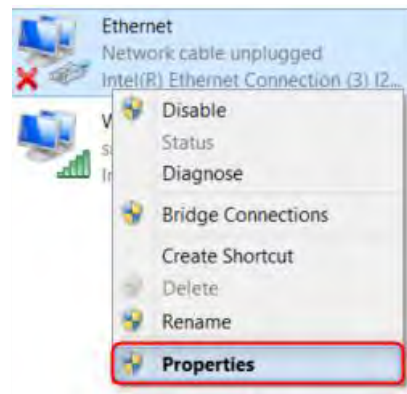 Ethernet
Network cable unplugged
Intel(R) Ethernet Connection (3) I2...
Disable
Status
Diagnose
Bridge Connections
Create Shortcut
Delete
Rename
Properties